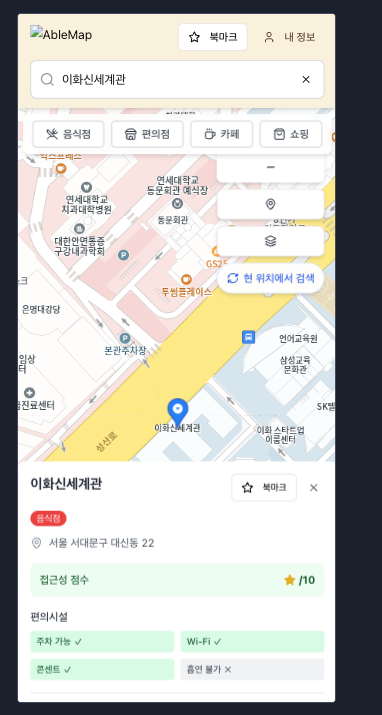 AbleMap
북마크
내 정보
이화신세계관
음식점
편의점
카페
쇼핑
연세대학교
치과대학병원
연세대학교
동문회관 예식장
동문회관
대한안면통증
구강내과학회
GS25
투썸플레이스
현 위치에서 검색
은명대강당
본관주차장
언어교육원
삼성교육
문화관
이화신세계관
이화 스타트업
이룸센터
성산로
이화신세계관
북마크
음식점
서울 서대문구 대신동 22
접근성 점수
/10
편의시설
주차 가능 ✓
Wi-Fi ✓
콘센트 ✓
흡연 불가 ✕